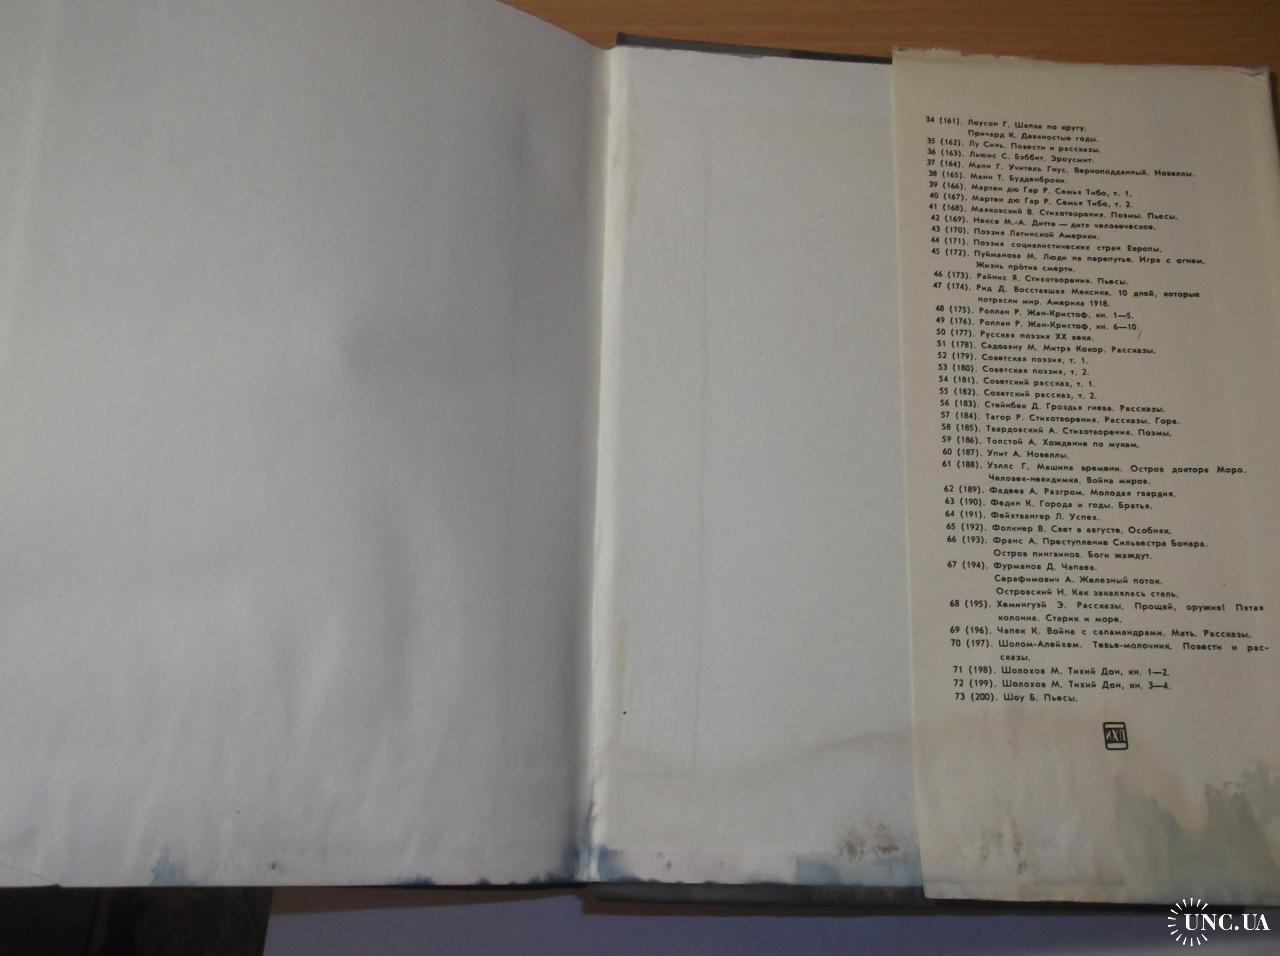 34 (161). Лоусон Г. Шапка по кругу.
Причард К. Девяностые годы.
35 (162). Лу Синь. Повести и рассказы.
36 (163). Льюис С. Бэббит. Эроусмит.
37 (164). Манн Г. Учитель Гнус. Верноподданный. Новеллы.
38 (165). Манн Т. Будденброки.
39 (166). Мартен дю Гар Р. Семья Тибо, т. 1.
40 (167). Мартен дю Гар Р. Семья Тибо, т. 2.
41 (168). Маяковский В. Стихотворения. Поэмы. Пьесы.
42 (169). Нексе М.-А. Дитте — дитя человеческое.
43 (170). Поэзия Латинской Америки.
44 (171). Поэзия социалистических стран Европы.
45 (172). Пуйманова М. Люди на перепутье. Игра с огнем.
Жизнь против смерти.
46 (173). Райнис Я. Стихотворения. Пьесы.
47 (174). Рид Д. Восставшая Мексика. 10 дней, которые
потрясли мир. Америка 1918.
48 (175). Роллан Р. Жан-Кристоф, кн. 1—5.
49 (176). Роллан Р. Жан-Кристоф, кн. 6—10.
50 (177). Русская поэзия XX века.
51 (178). Садовяну М. Митря Кокор. Рассказы.
52 (179). Советская поэзия, т. 1.
53 (180). Советская поэзия, т. 2.
54 (181). Советский рассказ, т. 1.
55 (182). Советский рассказ, т. 2.
56 (183). Стейнбек Д. Гроздья гнева. Рассказы.
57 (184). Тагор Р. Стихотворения. Рассказы. Гора.
58 (185). Твардовский А. Стихотворения. Поэмы.
59 (186). Толстой А. Хождение по мукам.
60 (187). Упит А. Новеллы.
61 (188). Уэллс Г. Машина времени. Остров доктора Моро.
Человек-невидимка. Война миров.
62 (189). Фадеев А. Разгром. Молодая гвардия.
63 (190). Федин К. Города и годы. Братья.
64 (191). Фейхтвангер Л. Успех.
65 (192). Фолкнер В. Свет в августе. Особняк.
66 (193). Франс А. Преступление Сильвестра Бонара.
Остров пингвинов. Боги жаждут.
67 (194). Фурманов Д. Чапаев.
Серафимович А. Железный поток.
Островский Н. Как закалялась сталь.
68 (195). Хемингуэй Э. Рассказы. Прощай, оружие! Пятая
колонна. Старик и море.
69 (196). Чапек К. Война с саламандрами. Мать. Рассказы.
70 (197). Шолом-Алейхем. Тевье-молочник. Повести и рас-
сказы.
71 (198). Шолохов М. Тихий Дон, кн. 1—2.
72 (199). Шолохов М. Тихий Дон, кн. 3—4.
73 (200). Шоу Б. Пьесы.
ИХЛ
UNC.UA